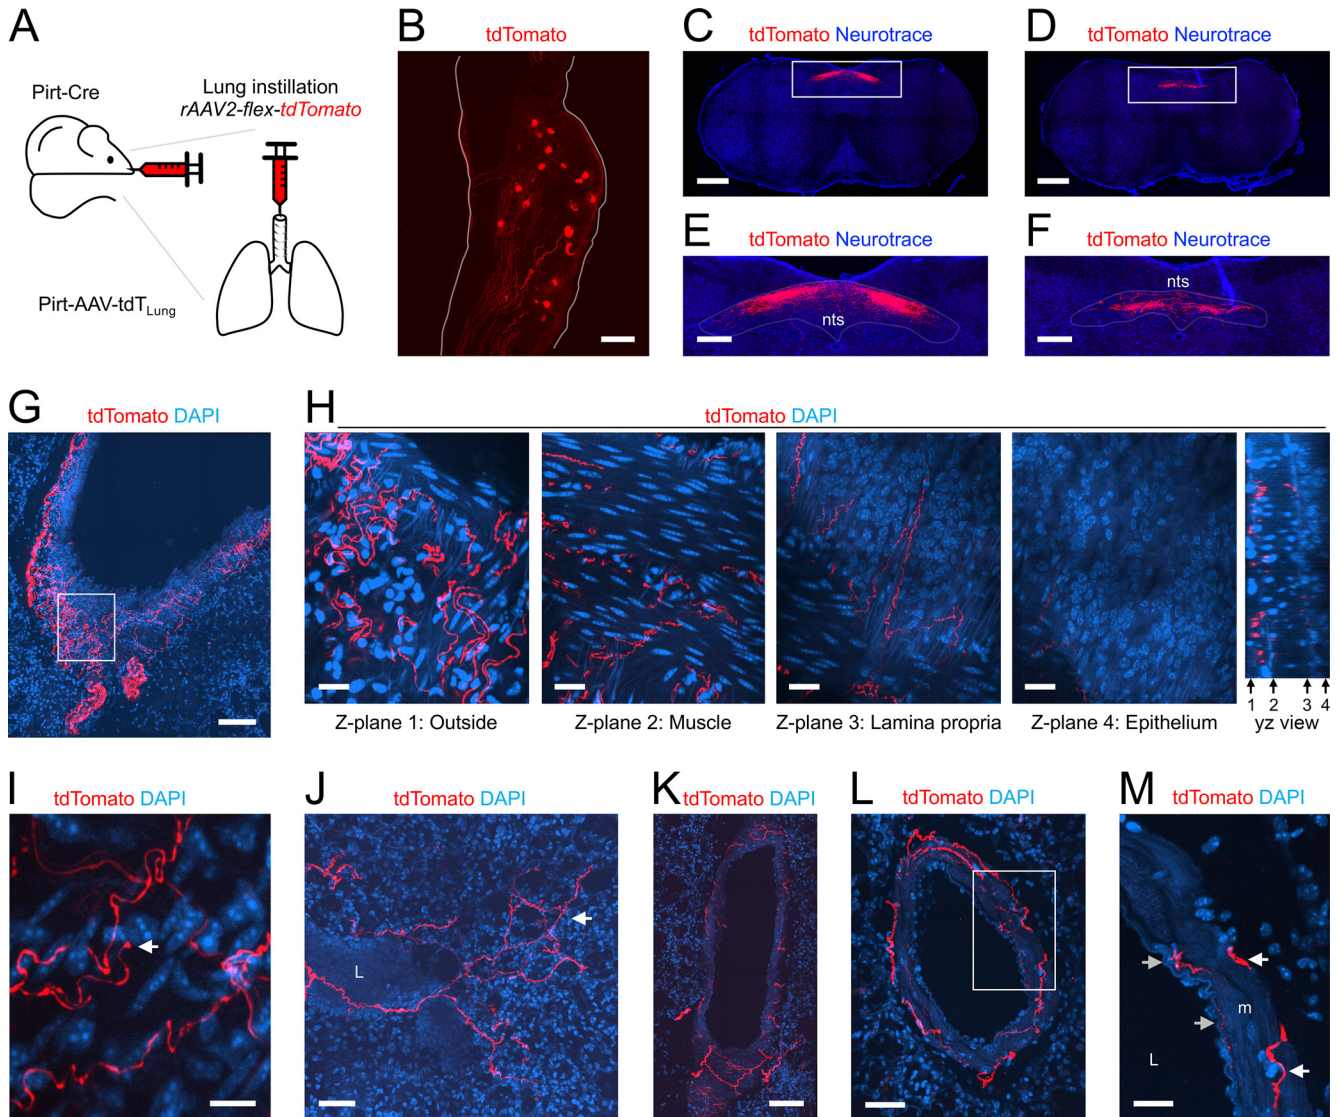 A
Pirt-Cre
Lung instillation
rAAV2-flex-tdTomato
Pirt-AAV-tdTLung
B
tdTomato
C
tdTomato Neurotrace
D
tdTomato Neurotrace
E
tdTomato Neurotrace
nts
F
tdTomato Neurotrace
nts
G
tdTomato DAPI
H
tdTomato DAPI
Z-plane 1: Outside
Z-plane 2: Muscle
Z-plane 3: Lamina propria
Z-plane 4: Epithelium
1 2 3 4
yz view
I
tdTomato DAPI
J
tdTomato DAPI
L
K
tdTomato DAPI
L
tdTomato DAPI
M
tdTomato DAPI
m
L